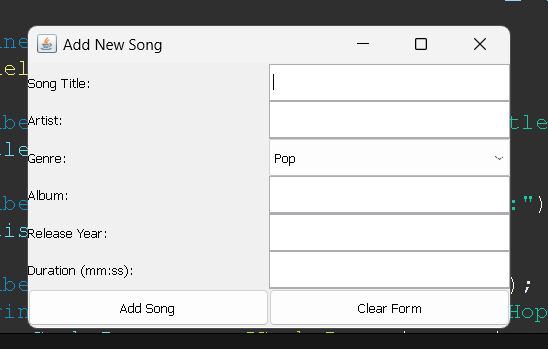 Add New Song
Song Title:
Artist:
Genre:
Pop
Album:
Release Year:
Duration (mm:ss):
Add Song
Clear Form